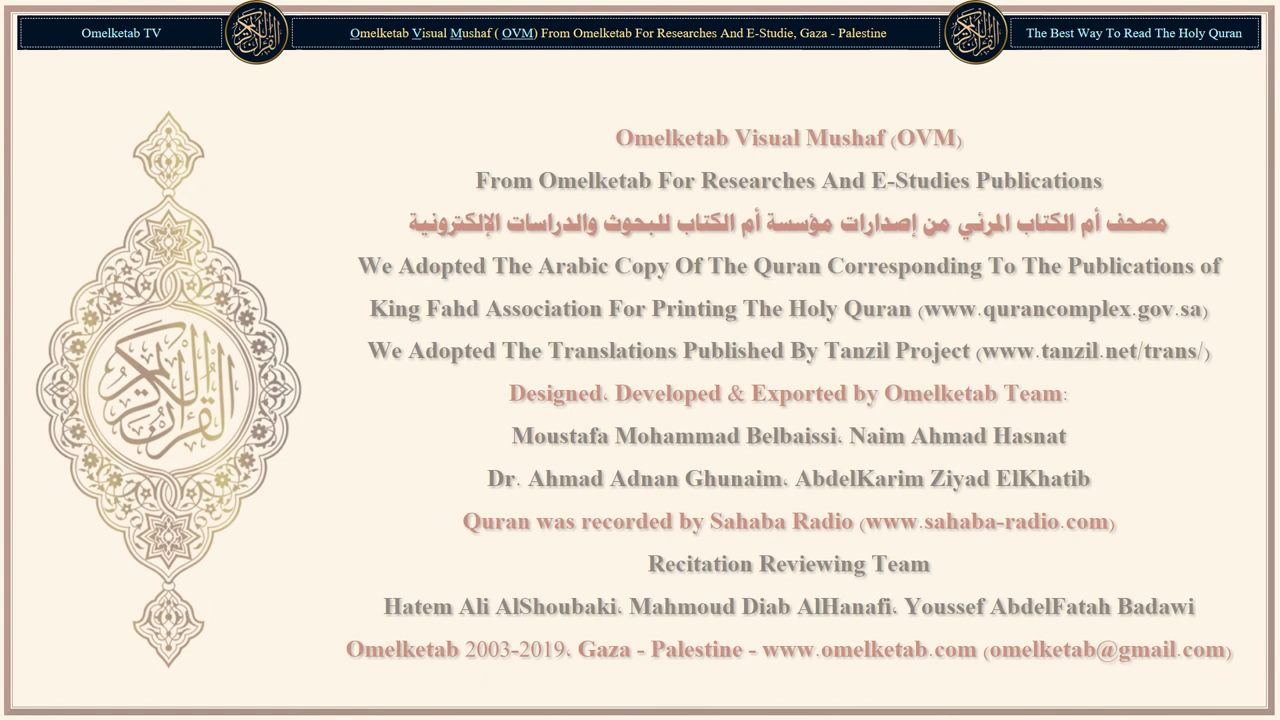 Omelketab TV
Omelketab Visual Mushaf ( OVM) From Omelketab For Researches And E-Studie, Gaza - Palestine
The Best Way To Read The Holy Quran
Omelketab Visual Mushaf (OVM)
From Omelketab For Researches And E-Studies Publications
مصحف أم الكتاب المرئي من إصدارات مؤسسة أم الكتاب للبحوث والدراسات الإلكترونية
We Adopted The Arabic Copy Of The Quran Corresponding To The Publications of
King Fahd Association For Printing The Holy Quran (www.qurancomplex.gov.sa)
We Adopted The Translations Published By Tanzil Project (www.tanzil.net/trans/)
Designed، Developed & Exported by Omelketab Team:
Moustafa Mohammad Belbaissi، Naim Ahmad Hasnat
Dr. Ahmad Adnan Ghunaim، AbdelKarim Ziyad ElKhatib
Quran was recorded by Sahaba Radio (www.sahaba-radio.com)
Recitation Reviewing Team
Hatem Ali AlShoubaki، Mahmoud Diab AlHanafi، Youssef AbdelFatah Badawi
Omelketab 2003-2019، Gaza - Palestine - www.omelketab.com (omelketab@gmail.com)
القرآن الكريم